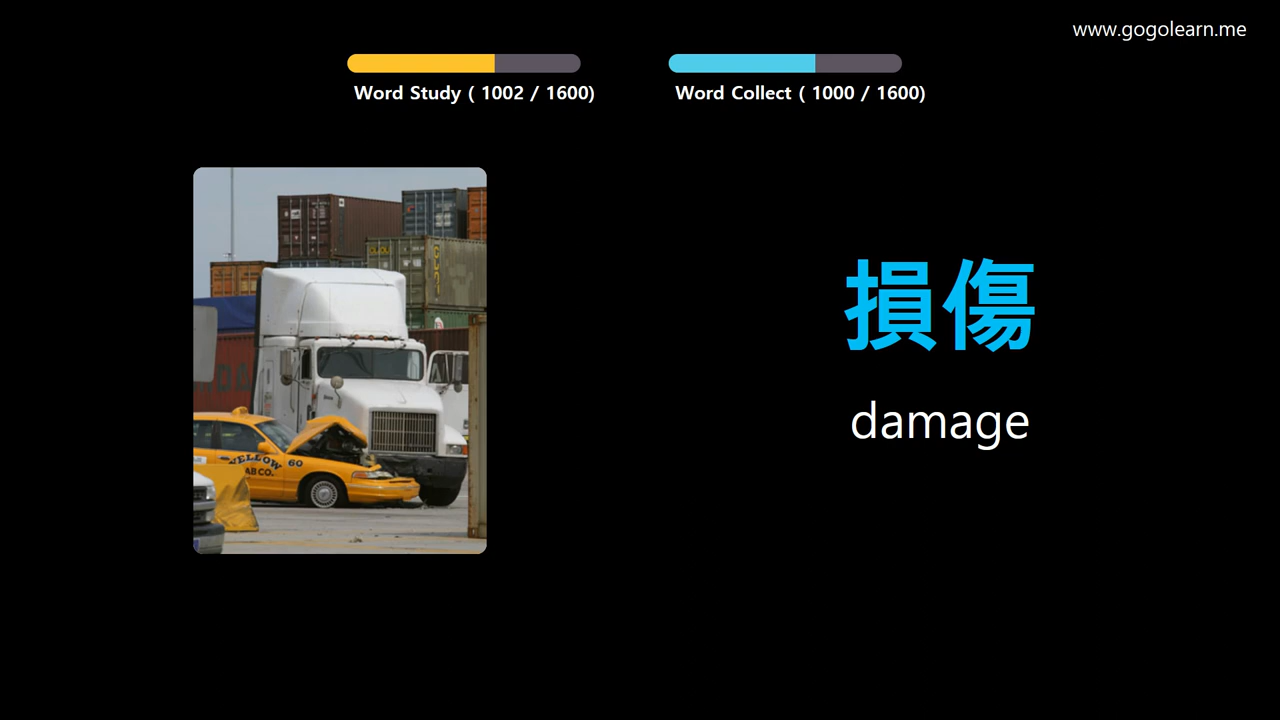 www.gogolearn.me
Word Study ( 1002 / 1600)
Word Collect ( 1000 / 1600)
損傷
damage
YELLOW 60
CAB CO.